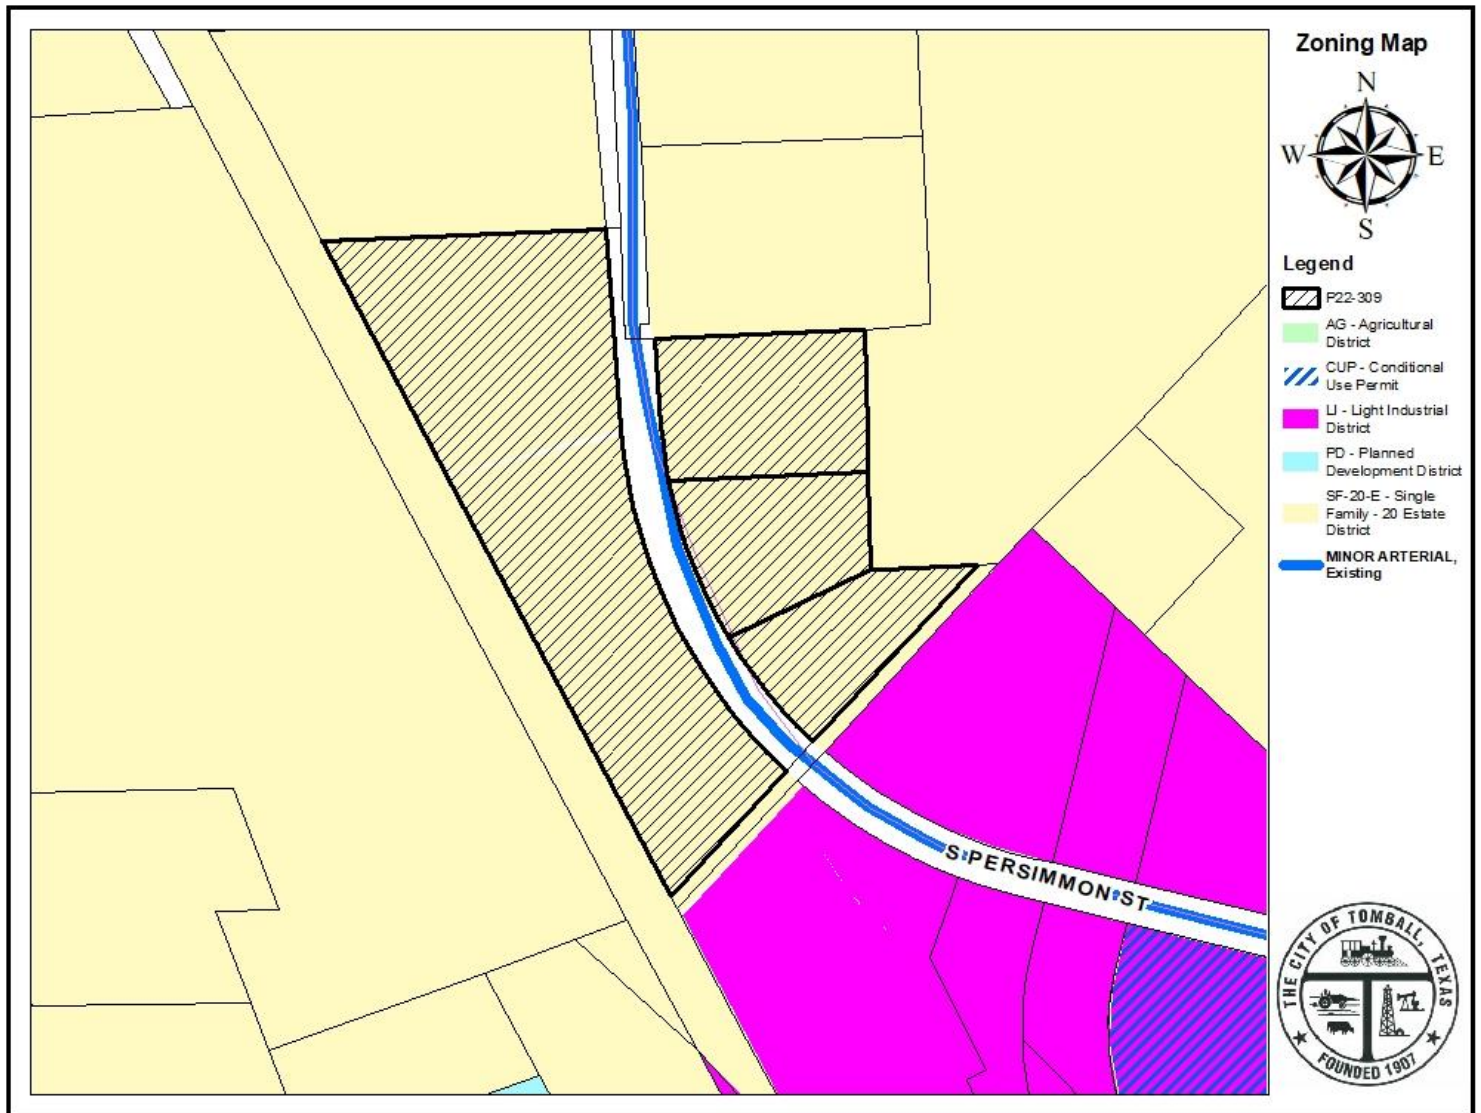 Zoning Map
N
W E
S
Legend
P22-309
AG - Agricultural
District
CUP - Conditional
Use Permit
LI - Light Industrial
District
PD - Planned
Development District
SF-20-E - Single
Family - 20 Estate
District
MINOR ARTERIAL,
Existing
S PERSIMMON ST
THE CITY OF TOMBALL, TEXAS
FOUNDED 1907